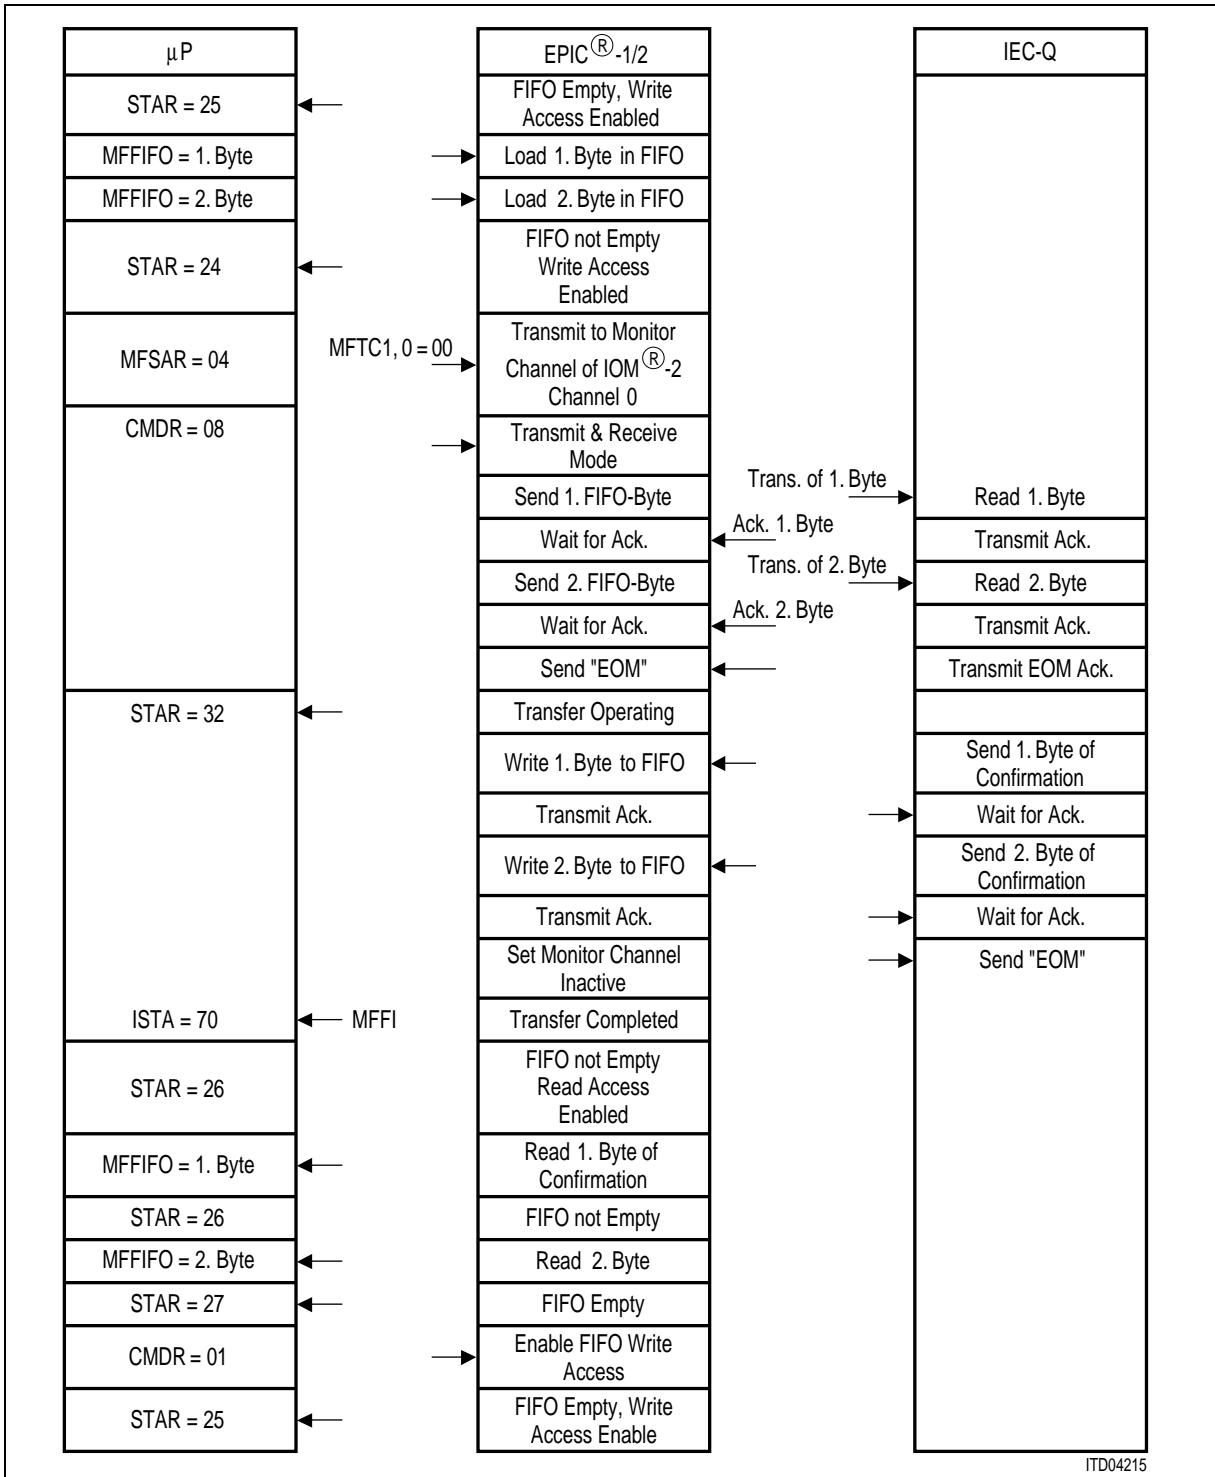 µP
EPIC®-1/2
IEC-Q
STAR = 25
FIFO Empty, Write
Access Enabled
MFFIFO = 1. Byte
Load 1. Byte in FIFO
MFFIFO = 2. Byte
Load 2. Byte in FIFO
STAR = 24
FIFO not Empty
Write Access
Enabled
MFSAR = 04
MFTC1, 0 = 00
Transmit to Monitor
Channel of IOM®-2
Channel 0
CMDR = 08
Transmit & Receive
Mode
Send 1. FIFO-Byte
Trans. of 1. Byte
Read 1. Byte
Wait for Ack.
Ack. 1. Byte
Transmit Ack.
Send 2. FIFO-Byte
Trans. of 2. Byte
Read 2. Byte
Wait for Ack.
Ack. 2. Byte
Transmit Ack.
Send "EOM"
Transmit EOM Ack.
STAR = 32
Transfer Operating
Write 1. Byte to FIFO
Send 1. Byte of
Confirmation
Transmit Ack.
Wait for Ack.
Write 2. Byte to FIFO
Send 2. Byte of
Confirmation
Transmit Ack.
Wait for Ack.
Set Monitor Channel
Inactive
Send "EOM"
ISTA = 70
MFFI
Transfer Completed
STAR = 26
FIFO not Empty
Read Access
Enabled
MFFIFO = 1. Byte
Read 1. Byte of
Confirmation
STAR = 26
FIFO not Empty
MFFIFO = 2. Byte
Read 2. Byte
STAR = 27
FIFO Empty
CMDR = 01
Enable FIFO Write
Access
STAR = 25
FIFO Empty, Write
Access Enable
ITD04215